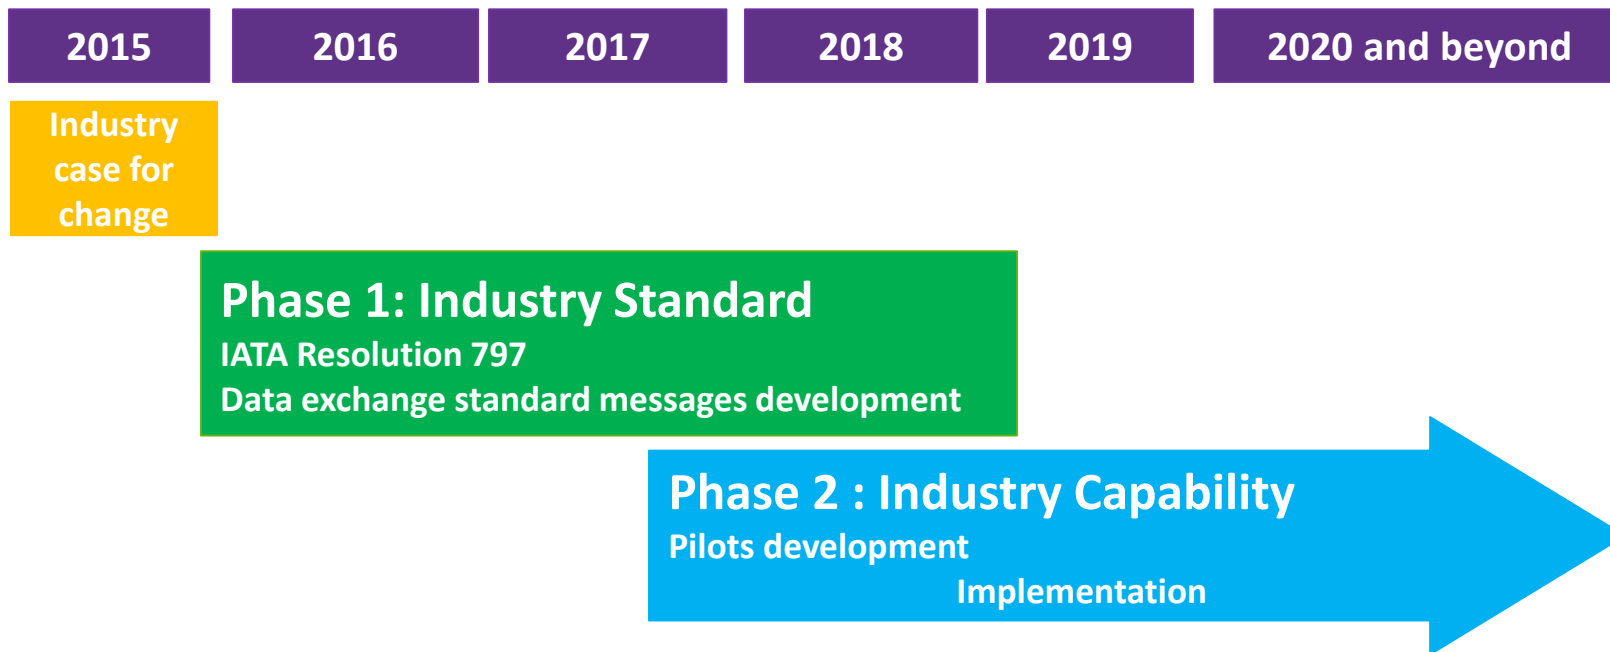 2015
2016
2017
2018
2019
2020 and beyond
Industry
case for
change
Phase 1: Industry Standard
IATA Resolution 797
Data exchange standard messages development
Phase 2 : Industry Capability
Pilots development
Implementation